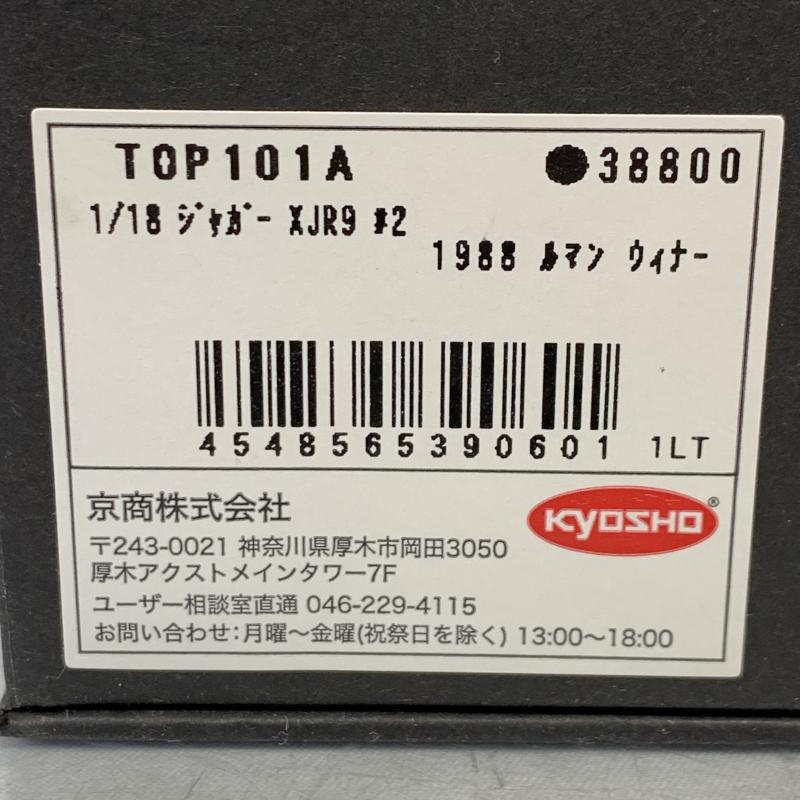 TOP101A ●38800
1/18 ｼﾞｬｶﾞｰ XJR9 #2
1988 ﾙマン ウィナー
4548565390601 1LT
京商株式会社
KYOSHO®
〒243-0021 神奈川県厚木市岡田3050
厚木アクストメインタワー7F
ユーザー相談室直通 046-229-4115
お問い合わせ：月曜～金曜(祝祭日を除く) 13:00～18:00